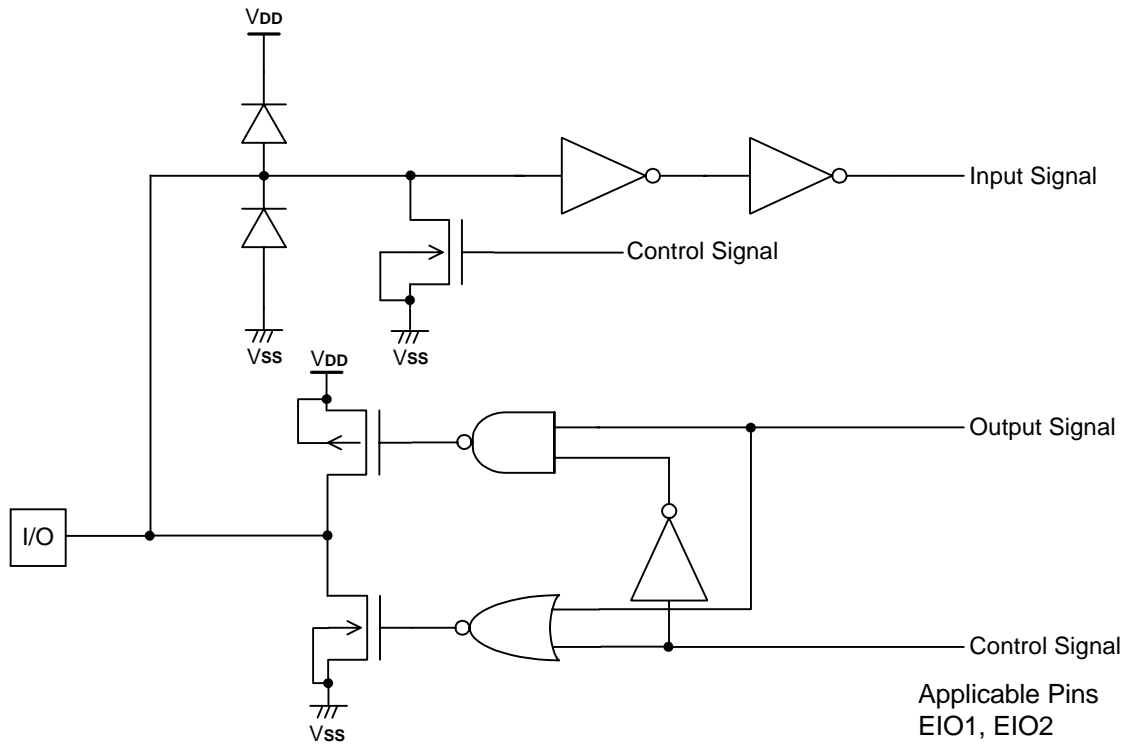 VDD
Input Signal
Control Signal
VSS
VSS
VDD
Output Signal
I/O
Control Signal
Applicable Pins
EIO1, EIO2
VSS